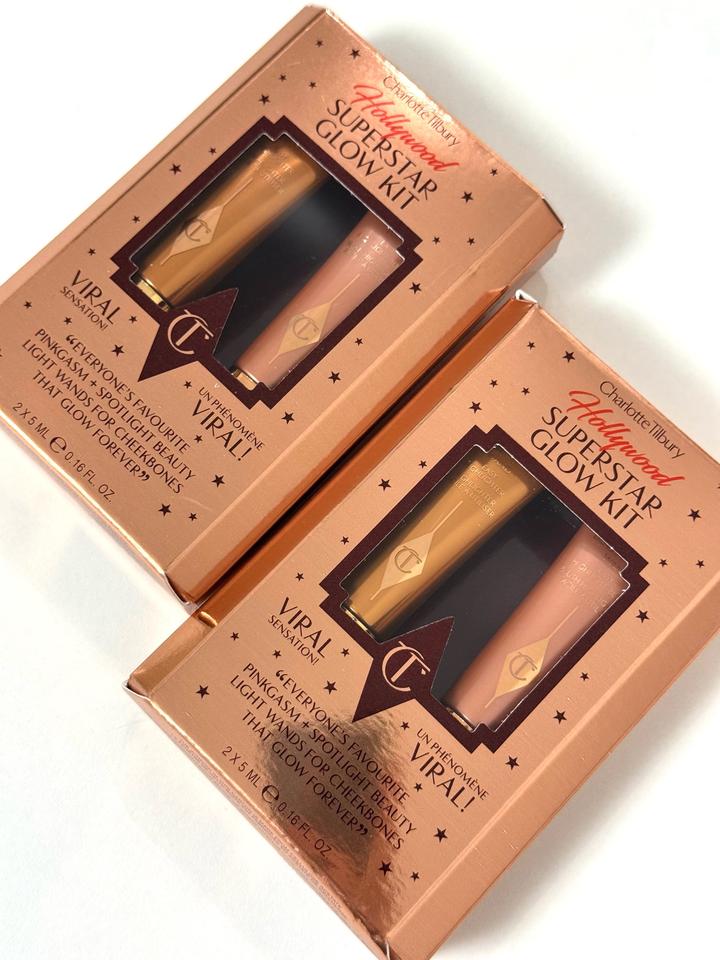 Charlotte Tilbury
Hollywood
SUPERSTAR
GLOW KIT
VIRAL
SENSATION!
UN PHÉNOMÈNE
VIRAL!
“EVERYONE'S FAVOURITE
PINKGASM + SPOTLIGHT BEAUTY
LIGHT WANDS FOR CHEEKBONES
THAT GLOW FOREVER”
2 X 5 ML ℮ 0.16 FL. OZ.
Charlotte Tilbury
Hollywood
SUPERSTAR
GLOW KIT
VIRAL
SENSATION!
UN PHÉNOMÈNE
VIRAL!
“EVERYONE'S FAVOURITE
PINKGASM + SPOTLIGHT BEAUTY
LIGHT WANDS FOR CHEEKBONES
THAT GLOW FOREVER”
2 X 5 ML ℮ 0.16 FL. OZ.